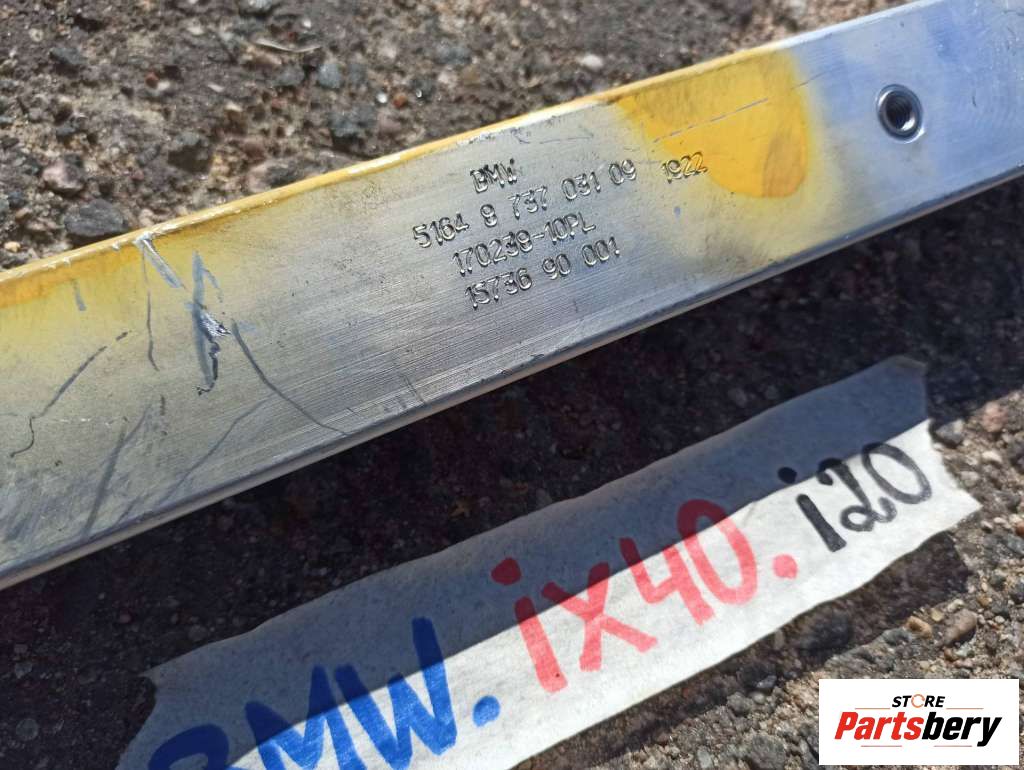 BMW
5164 9 737 031 09 1922
170239-10PL
15736 90 001
BMW. ix40. i20
STORE
Partsbery